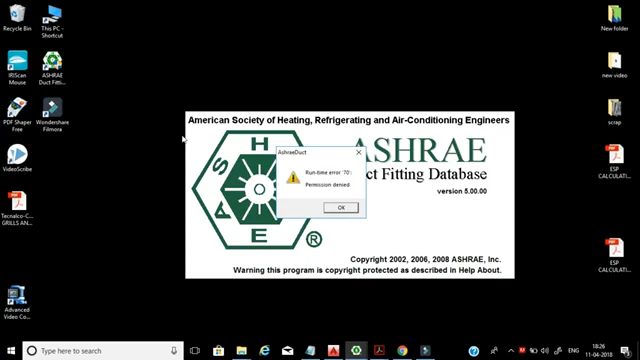 Recycle Bin
This PC -
Shortcut
New folder
IRIScan
Mouse
ASHRAE
Duct Fitti...
new video
PDF Shaper
Free
Wondershare
Filmora
scrap
VideoScribe
ESP
CALCULATI...
Tecnalco-C...
GRILLS AN...
ESP
CALCULATI...
Advanced
Video Co...
American Society of Heating, Refrigerating and Air-Conditioning Engineers
ASHRAE
ct Fitting Database
version 5.00.00
ASHRAE
®
AshraeDuct
Run-time error '70':
Permission denied
OK
Copyright 2002, 2006, 2008 ASHRAE, Inc.
Warning this program is copyright protected as described in Help About.
Type here to search
ENG
18:26
11-04-2018